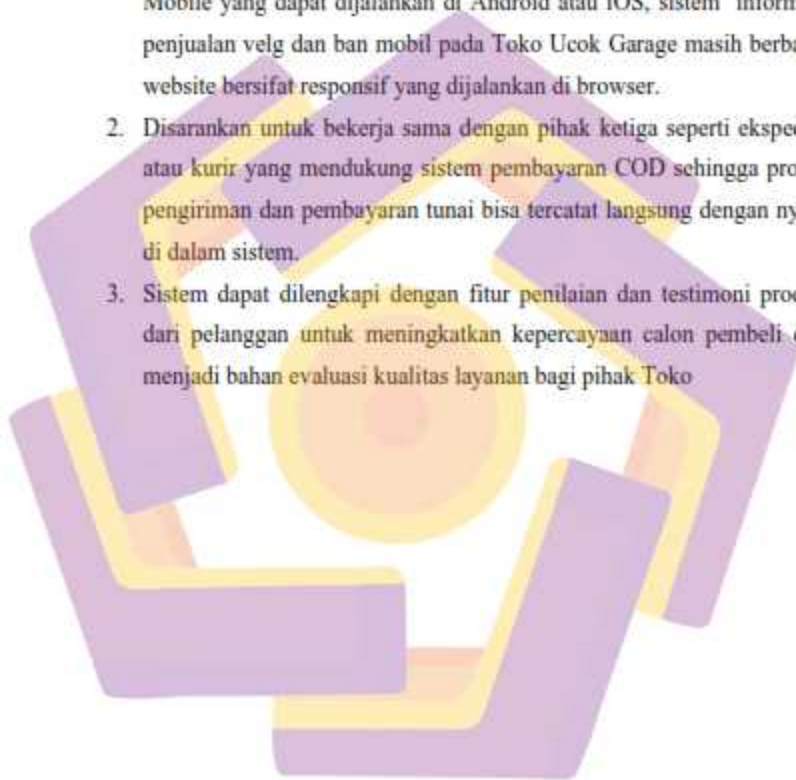 Mobile yang dapat dijalankan di Android atau iOS, sistem
penjualan velg dan ban mobil pada Toko Ucok Garage masih
website bersifat responsif yang dijalankan di browser.
2. Disarankan untuk bekerja sama dengan pihak ketiga seperti
atau kurir yang mendukung sistem pembayaran COD sehingga
pengiriman dan pembayaran tunai bisa tercatat langsung dengan
di dalam sistem.
3. Sistem dapat dilengkapi dengan fitur penilaian dan testimoni
dari pelanggan untuk meningkatkan kepercayaan calon pembeli
menjadi bahan evaluasi kualitas layanan bagi pihak Toko